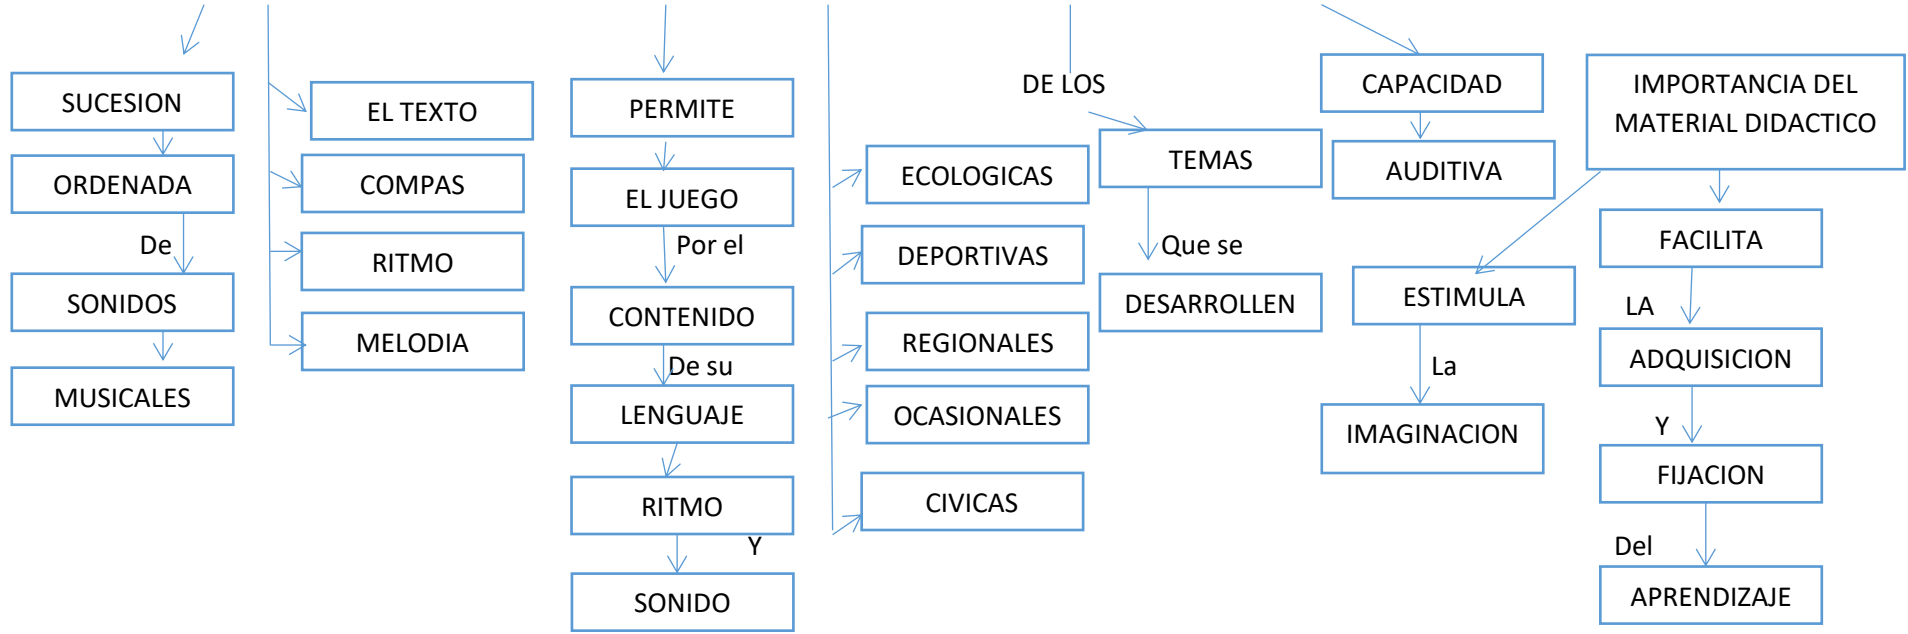 SUCESION
ORDENADA
De
SONIDOS
MUSICALES
EL TEXTO
COMPAS
RITMO
MELODIA
PERMITE
EL JUEGO
Por el
CONTENIDO
De su
LENGUAJE
RITMO
Y
SONIDO
ECOLOGICAS
DEPORTIVAS
REGIONALES
OCASIONALES
CIVICAS
DE LOS
TEMAS
Que se
DESARROLLEN
CAPACIDAD
AUDITIVA
IMPORTANCIA DEL
MATERIAL DIDACTICO
ESTIMULA
La
IMAGINACION
FACILITA
LA
ADQUISICION
Y
FIJACION
Del
APRENDIZAJE